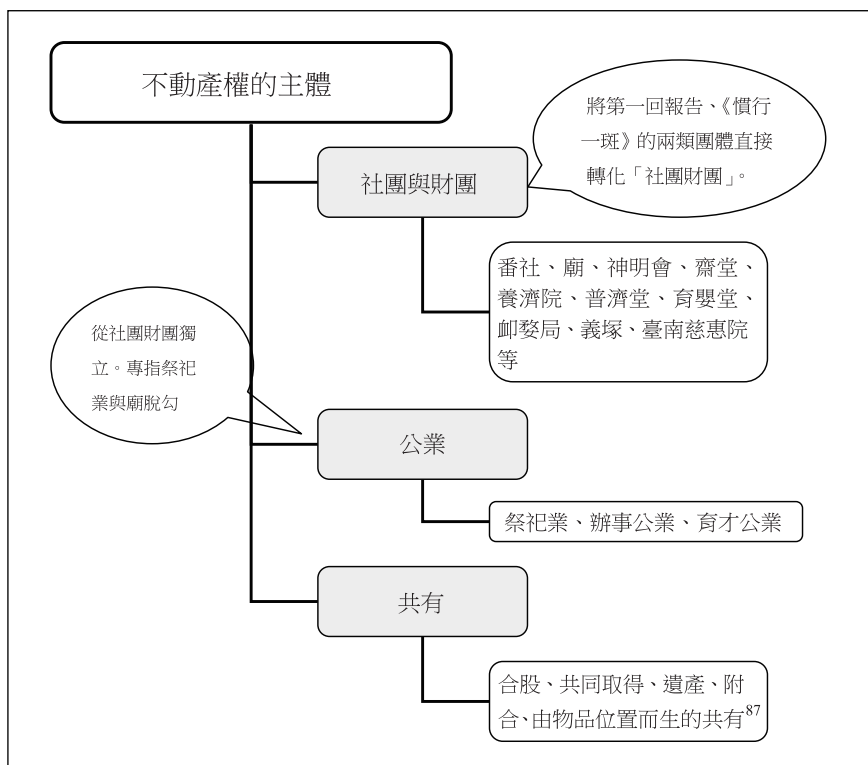 不動產權的主體
將第一回報告、《慣行
一斑》的兩類團體直接
轉化「社團財團」。
社團與財團
番社、廟、神明會、齋堂、
養濟院、普濟堂、育嬰堂、
卹嫠局、義塚、臺南慈惠院
等
從社團財團獨
立。專指祭祀
業與廟脫勾
公業
祭祀業、辦事公業、育才公業
共有
合股、共同取得、遺產、附
合、由物品位置而生的共有87